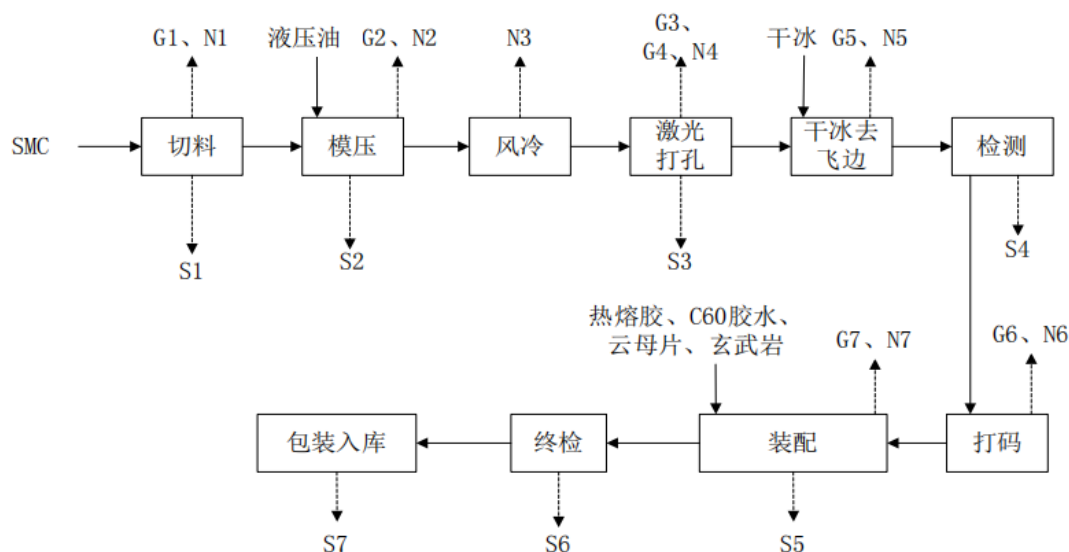 G1、N1
液压油
G2、N2
N3
G3、
G4、N4
干冰
G5、N5
SMC
切料
模压
风冷
激光
打孔
干冰去
飞边
检测
S1
S2
S3
S4
热熔胶、C60胶水、
云母片、玄武岩
G7、N7
G6、N6
包装入库
终检
装配
打码
S7
S6
S5